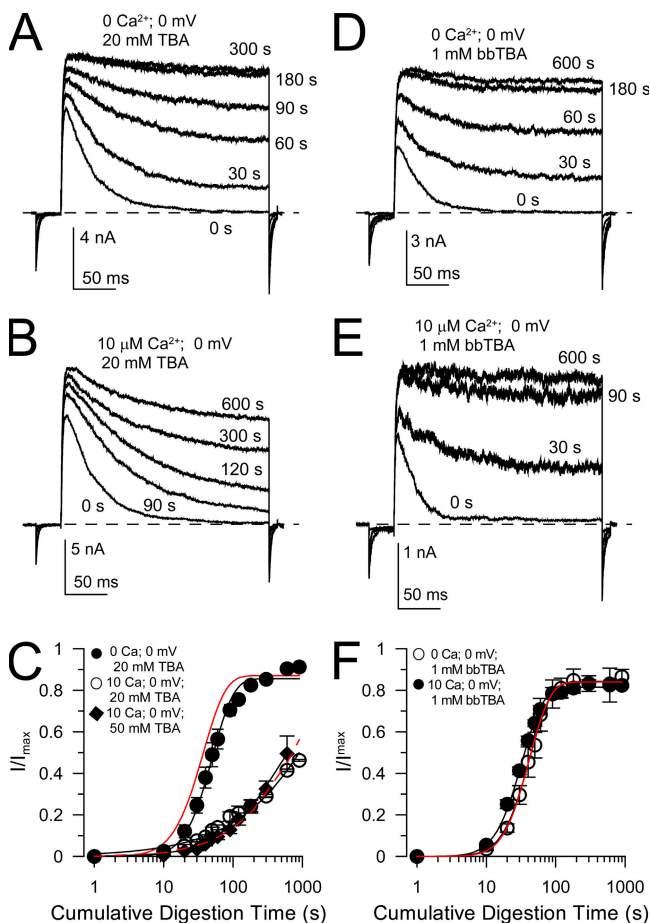 A
0 Ca2+; 0 mV
20 mM TBA
300 s
180 s
90 s
60 s
30 s
0 s
4 nA
50 ms
D
0 Ca2+; 0 mV
1 mM bbTBA
600 s
180 s
60 s
30 s
0 s
3 nA
50 ms
B
10 μM Ca2+; 0 mV
20 mM TBA
600 s
300 s
120 s
0 s
90 s
5 nA
50 ms
E
10 μM Ca2+; 0 mV
1 mM bbTBA
600 s
90 s
30 s
0 s
1 nA
50 ms
C
0 Ca; 0 mV
20 mM TBA
10 Ca; 0 mV;
20 mM TBA
10 Ca; 0 mV;
50 mM TBA
I/Imax
1
0.8
0.6
0.4
0.2
0
1 10 100 1000
Cumulative Digestion Time (s)
F
0 Ca; 0 mV;
1 mM bbTBA
10 Ca; 0 mV;
1 mM bbTBA
I/Imax
1
0.8
0.6
0.4
0.2
0
1 10 100 1000
Cumulative Digestion Time (s)